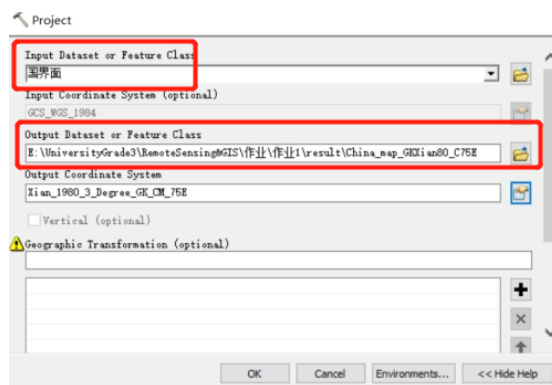 Project
Input Dataset or Feature Class
国界面
Input Coordinate System (optional)
GCS_WGS_1984
Output Dataset or Feature Class
E:\UniversityGrade3\RemoteSensing&GIS\作业\作业1\result\China_map_GKXian80_C75E
Output Coordinate System
Xian_1980_3_Degree_GK_CM_75E
Vertical (optional)
Geographic Transformation (optional)
OK Cancel Environments... << Hide Help